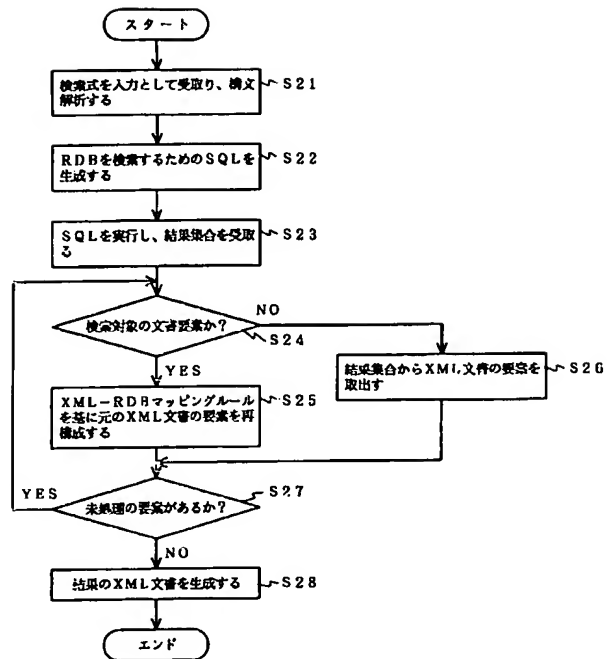 スタート
検索式を入力として受取り、構文
解析する
S21
RDBを検索するためのSQLを
生成する
S22
SQLを実行し、結果集合を受取
る
S23
検索対象の文書要素か?
NO
S24
YES
XML-RDBマッピングルール
を基に元のXML文書の要素を再
構成する
S25
結果集合からXML文書の要素を
取出す
S26
未処理の要素があるか?
S27
YES
NO
結果のXML文書を生成する
S28
エンド